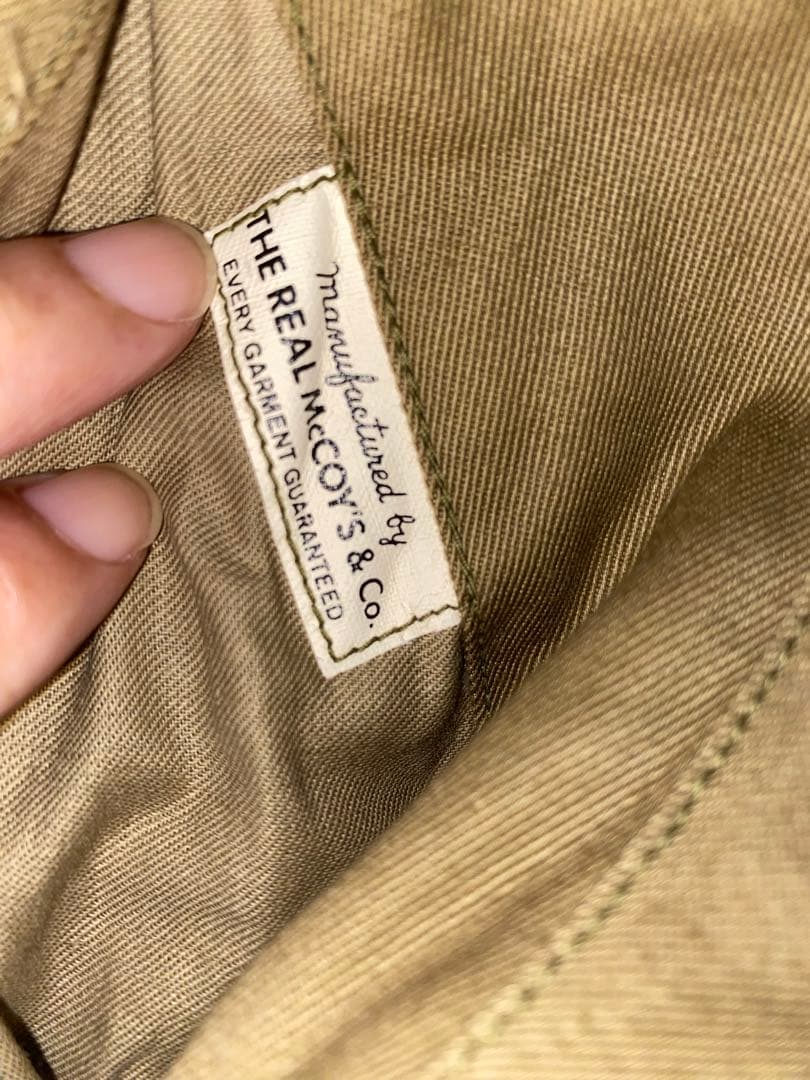 Manufactured by
THE REAL McCOY'S & Co.
EVERY GARMENT GUARANTEED